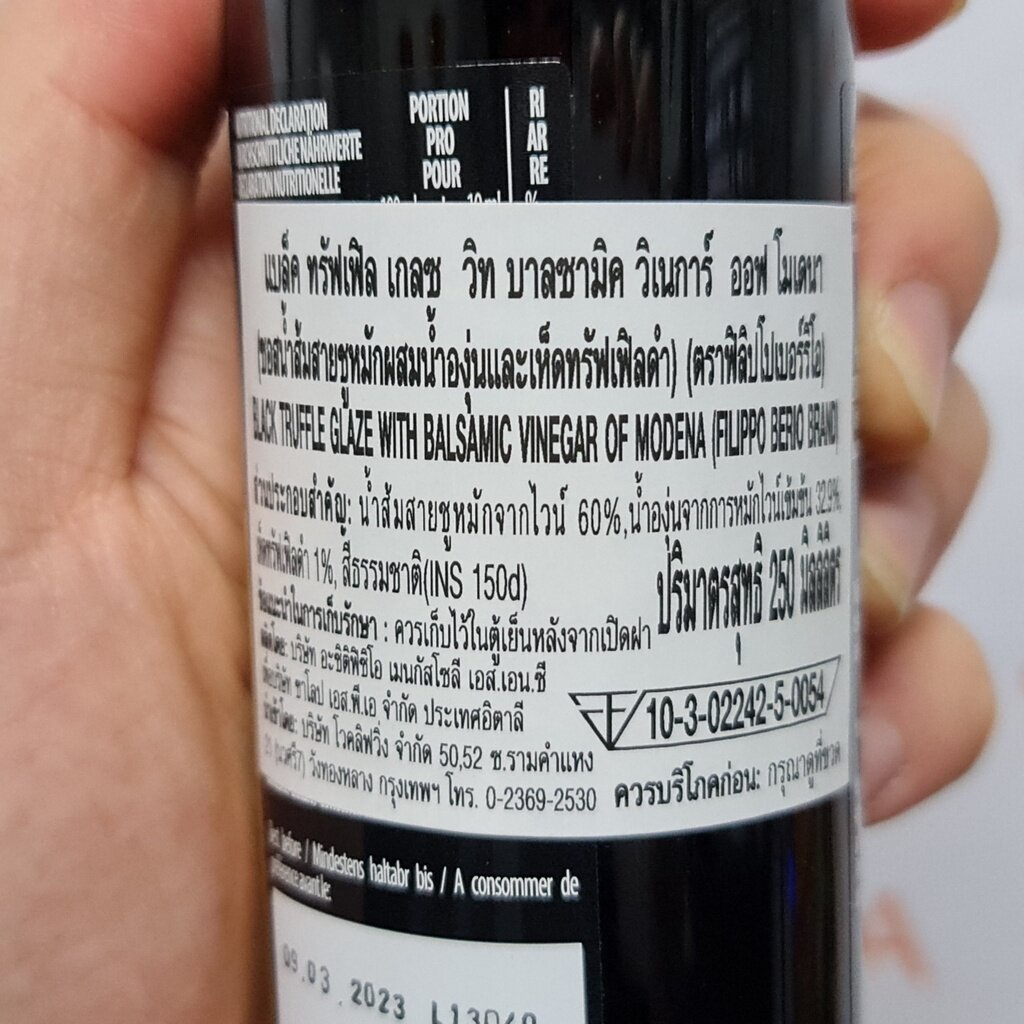 NUTRITIONAL DECLARATION
DURCHSCHNITTLICHE NÄHRWERTE
DECLARATION NUTRITIONELLE
PORTION
PRO
POUR
RI
AR
RE
%
แบล็ค ทรัฟเฟิล เกลซ วิท บาลซามิค วิเนการ์ ออฟ โมเดนา
(ซอสน้ำส้มสายชูหมักผสมน้ำองุ่นและเห็ดทรัฟเฟิลดำ) (ตราฟิลิปโปเบอร์ริโอ)
BLACK TRUFFLE GLAZE WITH BALSAMIC VINEGAR OF MODENA (FILIPPO BERIO BRAND)
ส่วนประกอบสำคัญ: น้ำส้มสายชูหมักจากไวน์ 60%,น้ำองุ่นจากการหมักไวน์เข้มข้น 32.9%,
เห็ดทรัฟเฟิลดำ 1%, สีธรรมชาติ(INS 150d)
ปริมาตรสุทธิ 250 มิลลิลิตร
ข้อแนะนำในการเก็บรักษา : ควรเก็บไว้ในตู้เย็นหลังจากเปิดฝา
ผลิตโดย: บริษัท อะซิติฟิซิโอ เมนกัสโซลี เอส.เอน.ซี
บริษัท ซาโลป เอส.พี.เอ จำกัด ประเทศอิตาลี
นำเข้าโดย: บริษัท โวคลิฟวิ่ง จำกัด 50,52 ซ.รามคำแหง
วังทองหลาง กรุงเทพฯ โทร. 0-2369-2530
10-3-02242-5-0054
ควรบริโภคก่อน: กรุณาดูที่ขวด
Best before / Mindestens haltabr bis / A consommer de
préférence avant le:
09.03.2023